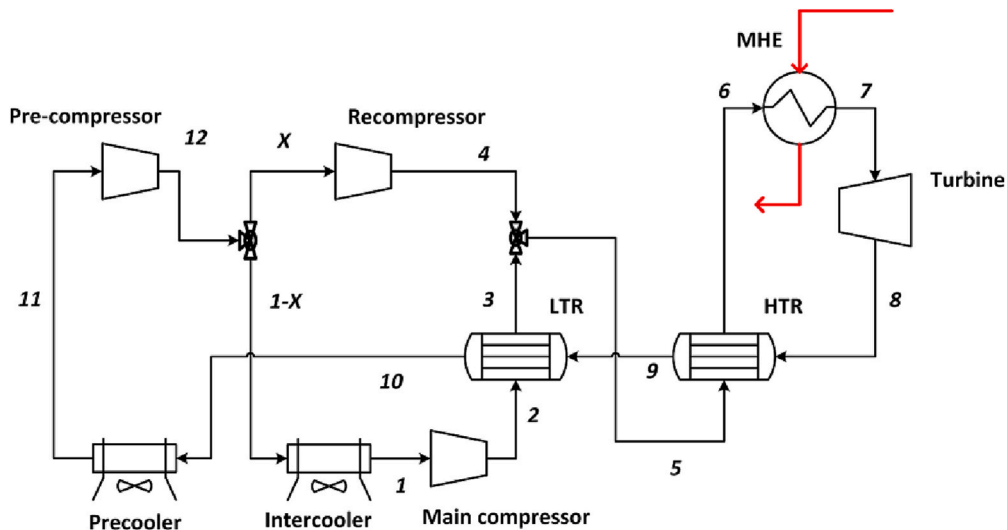 MHE
6
7
Pre-compressor
12
Recompressor
X
4
Turbine
11
1-X
3
LTR
HTR
8
10
9
2
5
1
Precooler
Intercooler
Main compressor